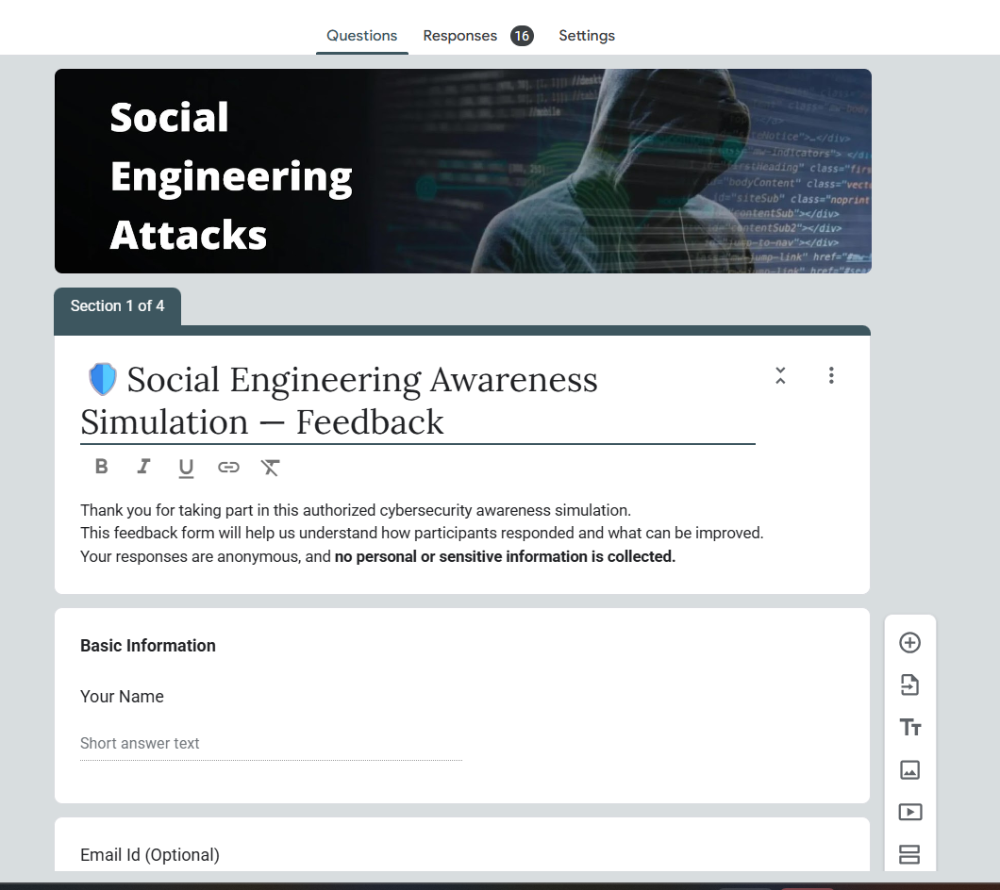 Questions
Responses 16
Settings
Social
Engineering
Attacks
Section 1 of 4
🛡️ Social Engineering Awareness
Simulation — Feedback
B I U
Thank you for taking part in this authorized cybersecurity awareness simulation.
This feedback form will help us understand how participants responded and what can be improved.
Your responses are anonymous, and no personal or sensitive information is collected.
Basic Information
Your Name
Short answer text
Email Id (Optional)
Tт